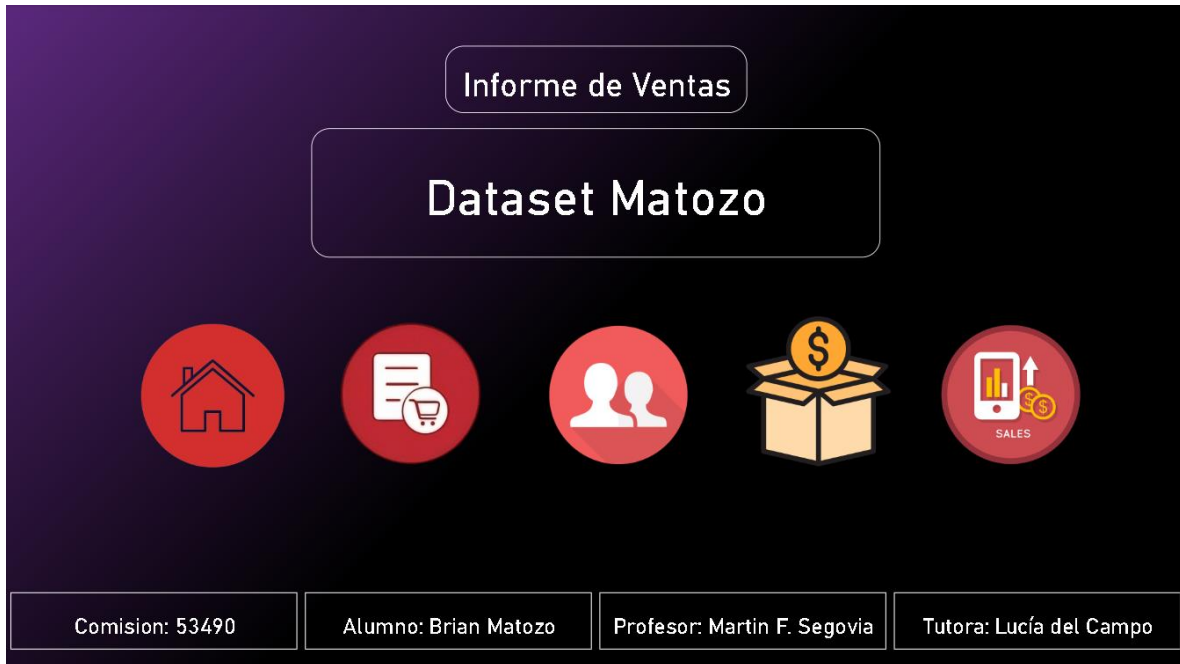 Informe de Ventas
Dataset Matozo
SALES
Comision: 53490
Alumno: Brian Matozo
Profesor: Martin F. Segovia
Tutora: Lucía del Campo